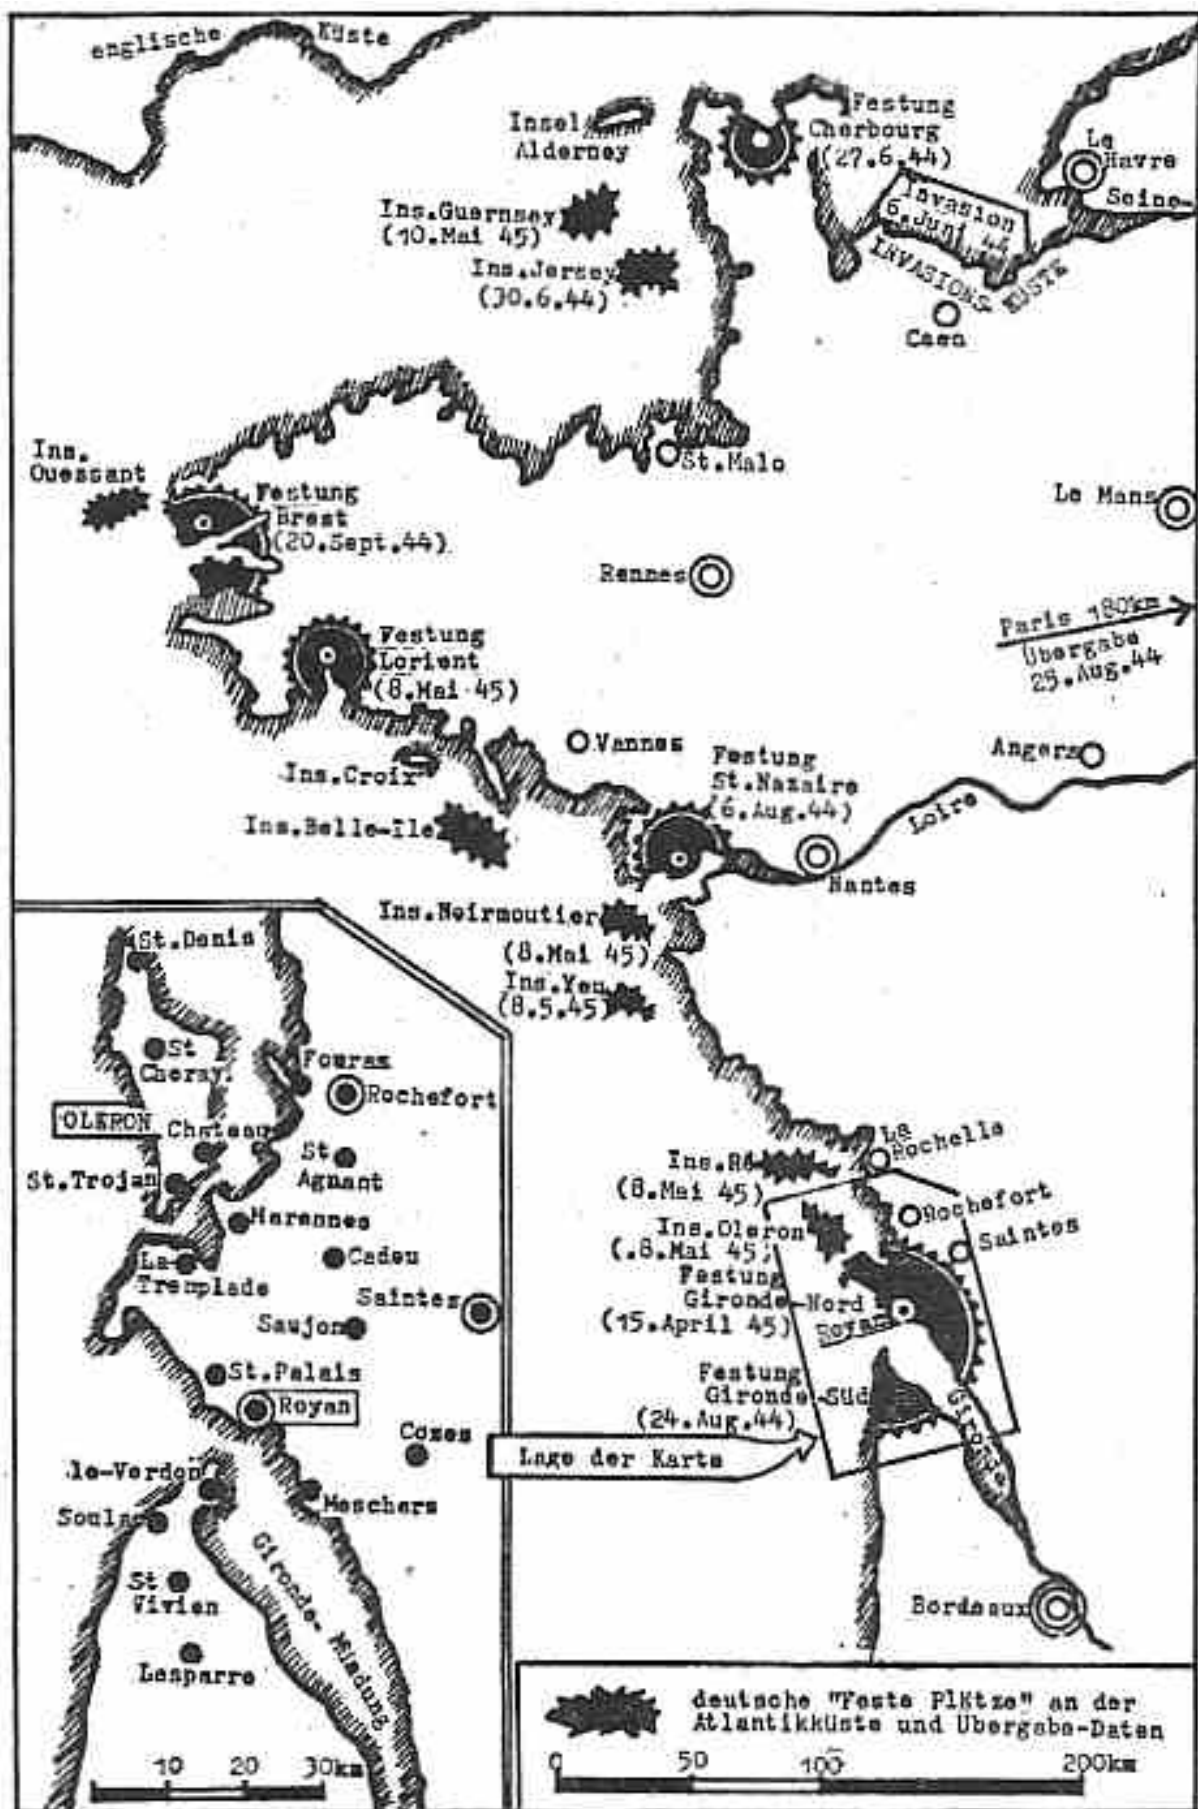 englische Küste
Insel
Alderney
Festung
Cherbourg
(27.6.44)
Le
Havre
Seine-
Invasion
6.Juni 44
INVASIONS-KÜSTE
Caen
Ins.Guernsey
(10.Mai 45)
Ins.Jersey
(30.6.44)
St.Malo
Ins.
Ouessant
Festung
Brest
(20.Sept.44)
Le Mans
Rennes
Paris 180km
Übergabe
25.Aug.44
Festung
Lorient
(8.Mai 45)
Vannes
Angers
Ins.Croix
Festung
St.Nazaire
(6.Aug.44)
Loire
Ins.Belle-île
Nantes
Ins.Noirmoutier
(8.Mai 45)
Ins.Yeu
(8.5.45)
La
Rochelle
Ins.Ré
(8.Mai 45)
Rochefort
Ins.Oleron
(.8.Mai 45)
Saintes
Festung
Gironde-Nord
(15.April 45)
Royan
Festung
Gironde-Süd
(24.Aug.44)
Gironde
Lage der Karte
Bordeaux
St.Denis
St
Cheray.
Fouras
Rochefort
OLERON
Chateau
St.Trojan
St
Agnant
Marennes
La
Tremplade
Cadeu
Saintes
Saujon
St.Palais
Royan
Cozes
le-Verdon
Meschers
Soulac
Gironde-Mündung
St
Vivien
Lesparre
10 20 30km
deutsche "Feste Plätze" an der
Atlantikküste und Übergabe-Daten
0 50 100 200km